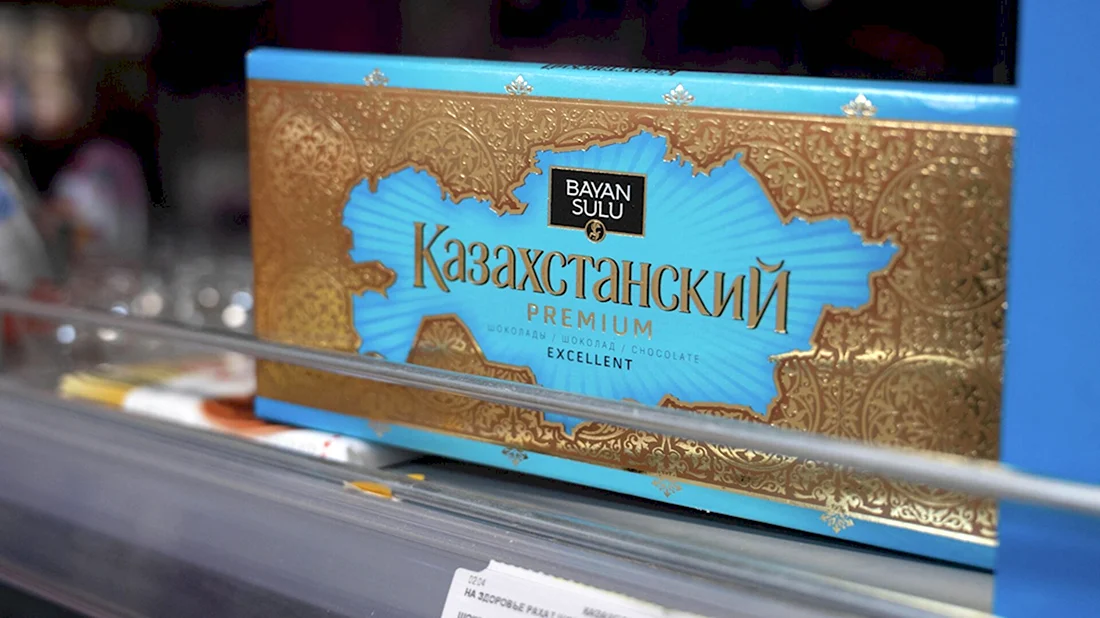 BAYAN
SULU
Казахстанский
PREMIUM
ШОКОЛАДЫ / ШОКОЛАД / CHOCOLATE
EXCELLENT
НА ЗДОРОВЬЕ РАХАТ